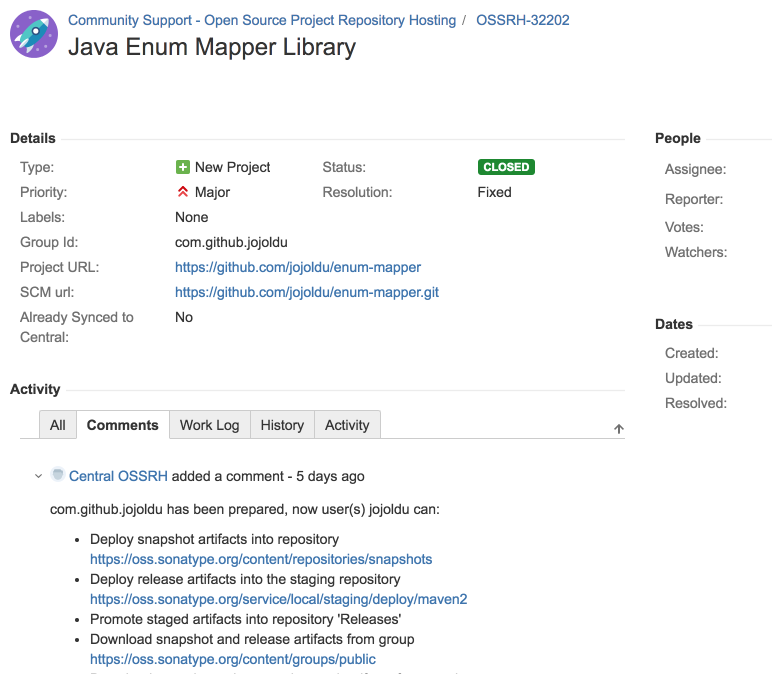 Community Support - Open Source Project Repository Hosting / OSSRH-32202
Java Enum Mapper Library
Details
Type: New Project Status: CLOSED
Priority: Major Resolution: Fixed
Labels: None
Group Id: com.github.jojoldu
Project URL: https://github.com/jojoldu/enum-mapper
SCM url: https://github.com/jojoldu/enum-mapper.git
Already Synced to No
Central:
People
Assignee:
Reporter:
Votes:
Watchers:
Dates
Created:
Updated:
Resolved:
Activity
All Comments Work Log History Activity
Central OSSRH added a comment - 5 days ago
com.github.jojoldu has been prepared, now user(s) jojoldu can:
• Deploy snapshot artifacts into repository
https://oss.sonatype.org/content/repositories/snapshots
• Deploy release artifacts into the staging repository
https://oss.sonatype.org/service/local/staging/deploy/maven2
• Promote staged artifacts into repository 'Releases'
• Download snapshot and release artifacts from group
https://oss.sonatype.org/content/groups/public